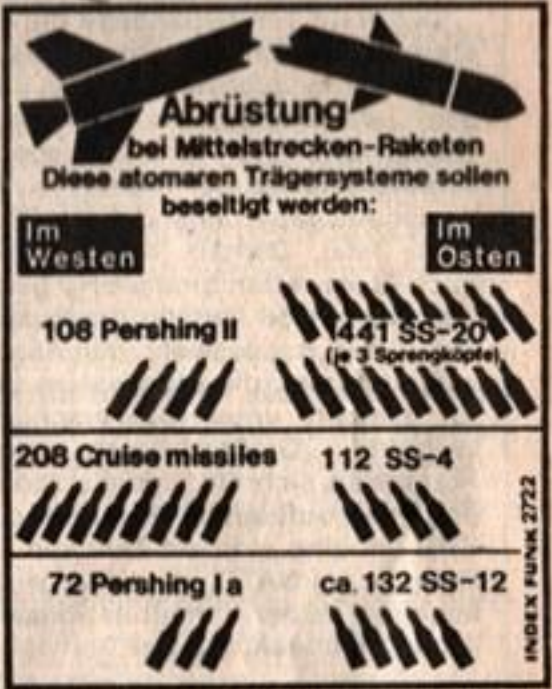 Abrüstung
bei Mittelstrecken-Raketen
Diese atomaren Trägersysteme sollen
beseitigt werden:
Im
Westen
Im
Osten
108 Pershing II
441 SS-20
(je 3 Sprengköpfe)
208 Cruise missiles
112 SS-4
72 Pershing Ia
ca. 132 SS-12
INDEX FUNK 2722